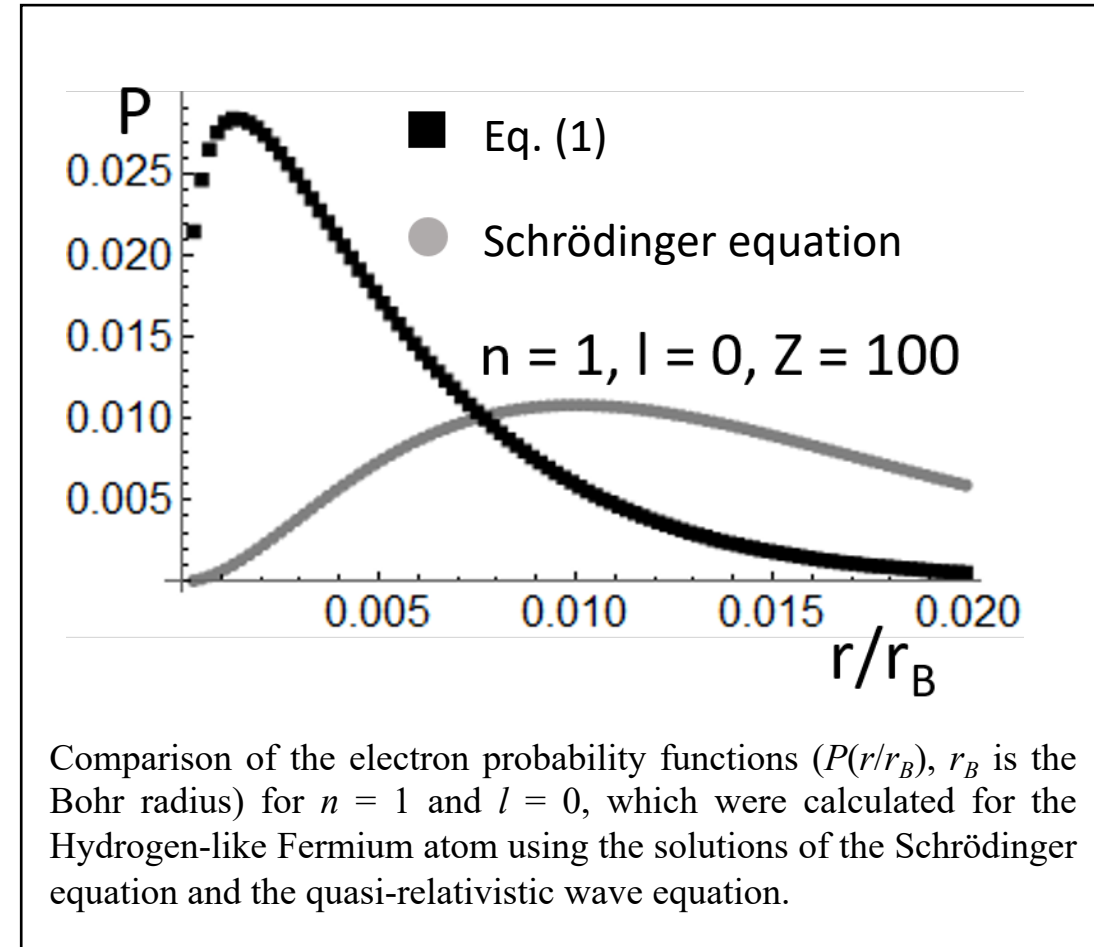 P
Eq. (1)
0.025
Schrödinger equation
0.020
0.015
n = 1, l = 0, Z = 100
0.010
0.005
0.005 0.010 0.015 0.020
r/rB
Comparison of the electron probability functions (P(r/rB), rB is the
Bohr radius) for n = 1 and l = 0, which were calculated for the
Hydrogen-like Fermium atom using the solutions of the Schrödinger
equation and the quasi-relativistic wave equation.